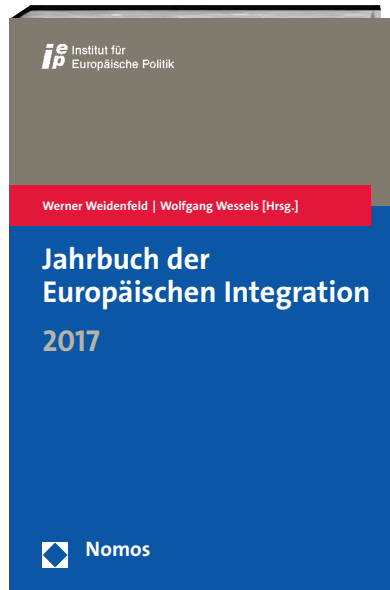 iep Institut für
Europäische Politik
Werner Weidenfeld | Wolfgang Wessels [Hrsg.]
Jahrbuch der
Europäischen Integration
2017
Nomos